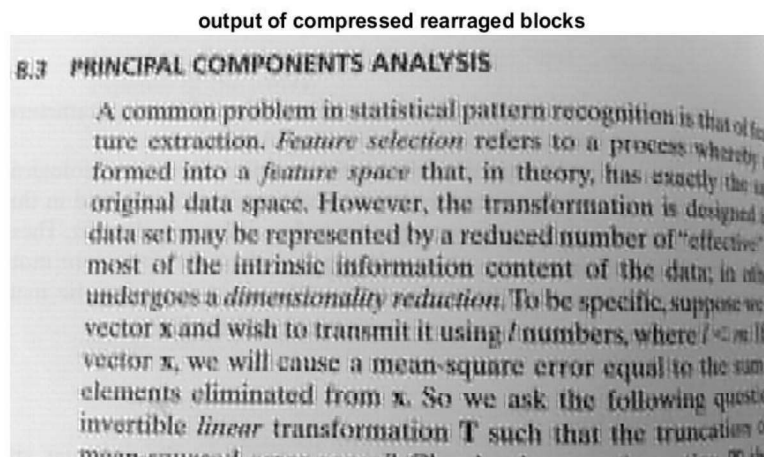 output of compressed rearraged blocks
8.3 PRINCIPAL COMPONENTS ANALYSIS
A common problem in statistical pattern recognition is that of fea
ture extraction. Feature selection refers to a process whereby
formed into a feature space that, in theory, has exactly the
original data space. However, the transformation is designed
data set may be represented by a reduced number of "effective"
most of the intrinsic information content of the data; in
undergoes a dimensionality reduction. To be specific, suppose we
vector x and wish to transmit it using l numbers, where l < m. If
vector x, we will cause a mean-square error equal to the sum
elements eliminated from x. So we ask the following
invertible linear transformation T such that the truncation